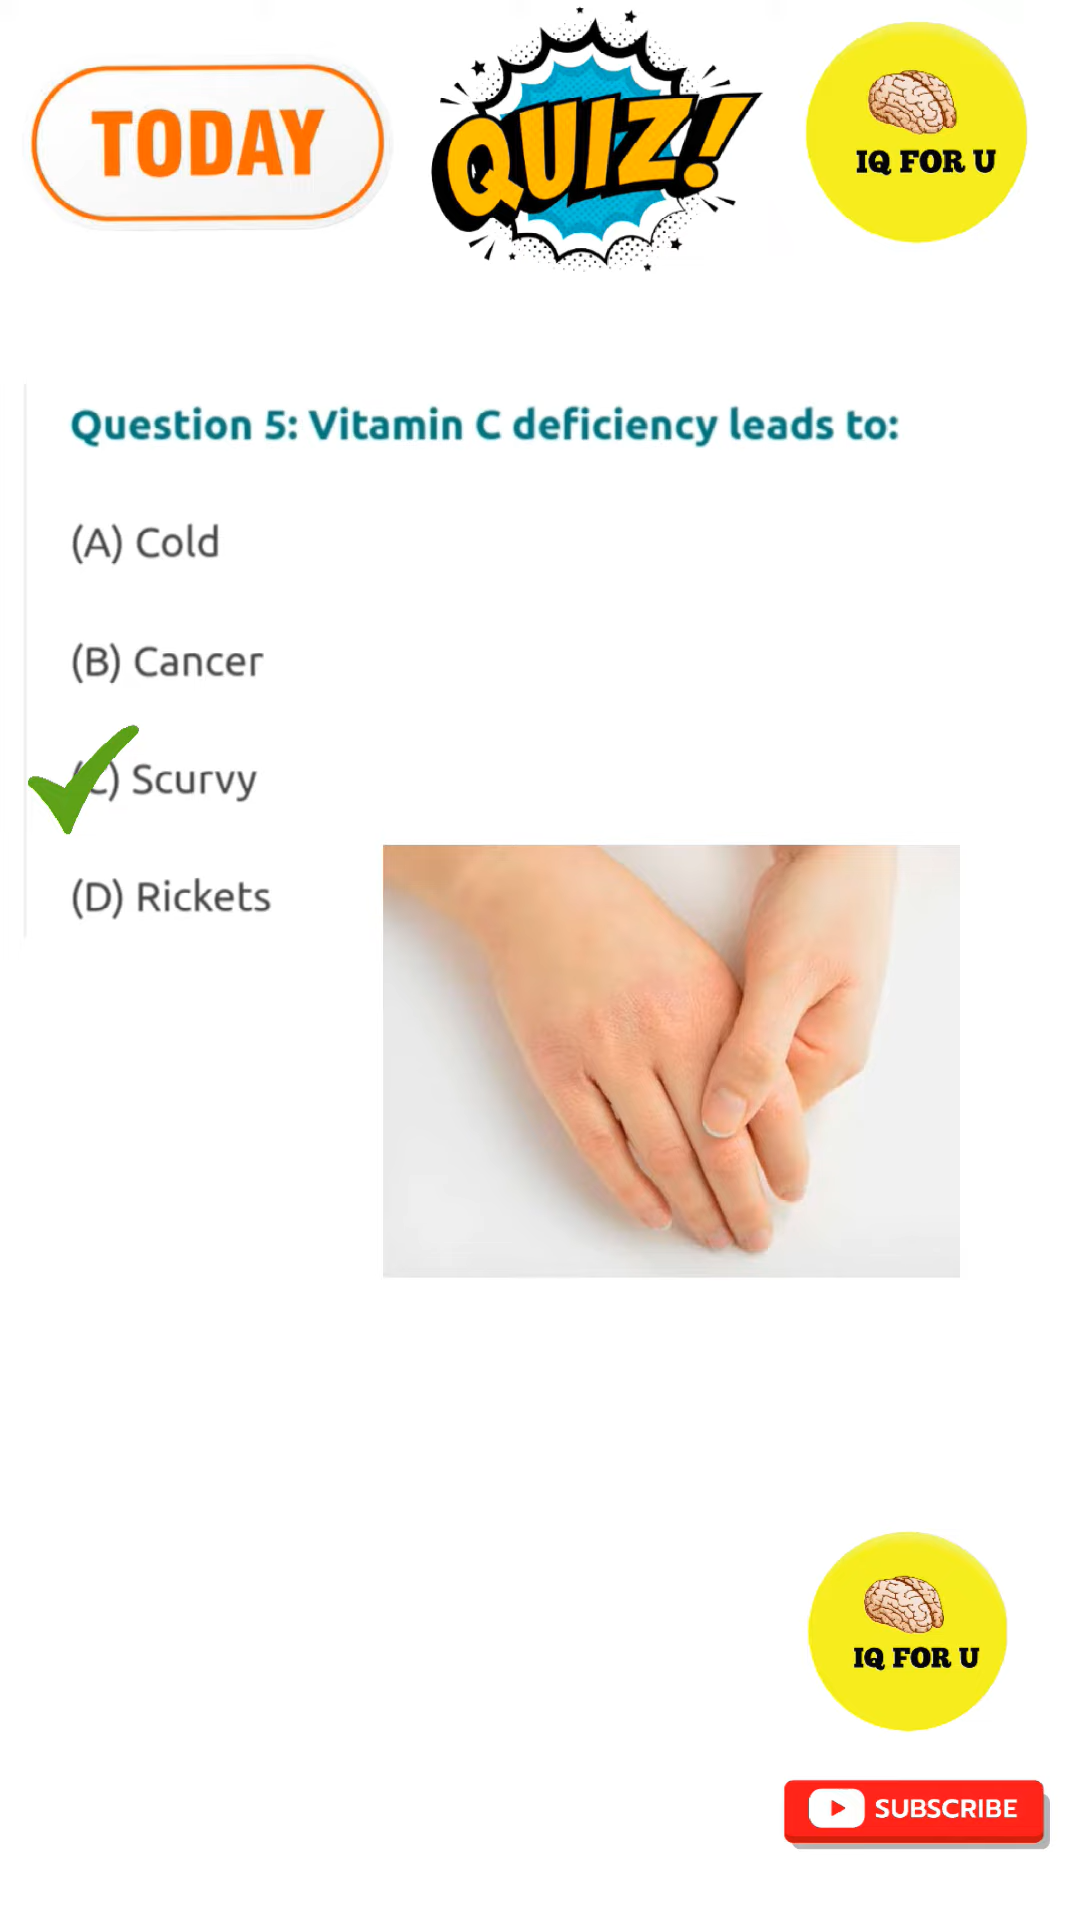 TODAY
QUIZ!
IQ FOR U
Question 5: Vitamin C deficiency leads to:
(A) Cold
(B) Cancer
(C) Scurvy
(D) Rickets
IQ FOR U
SUBSCRIBE